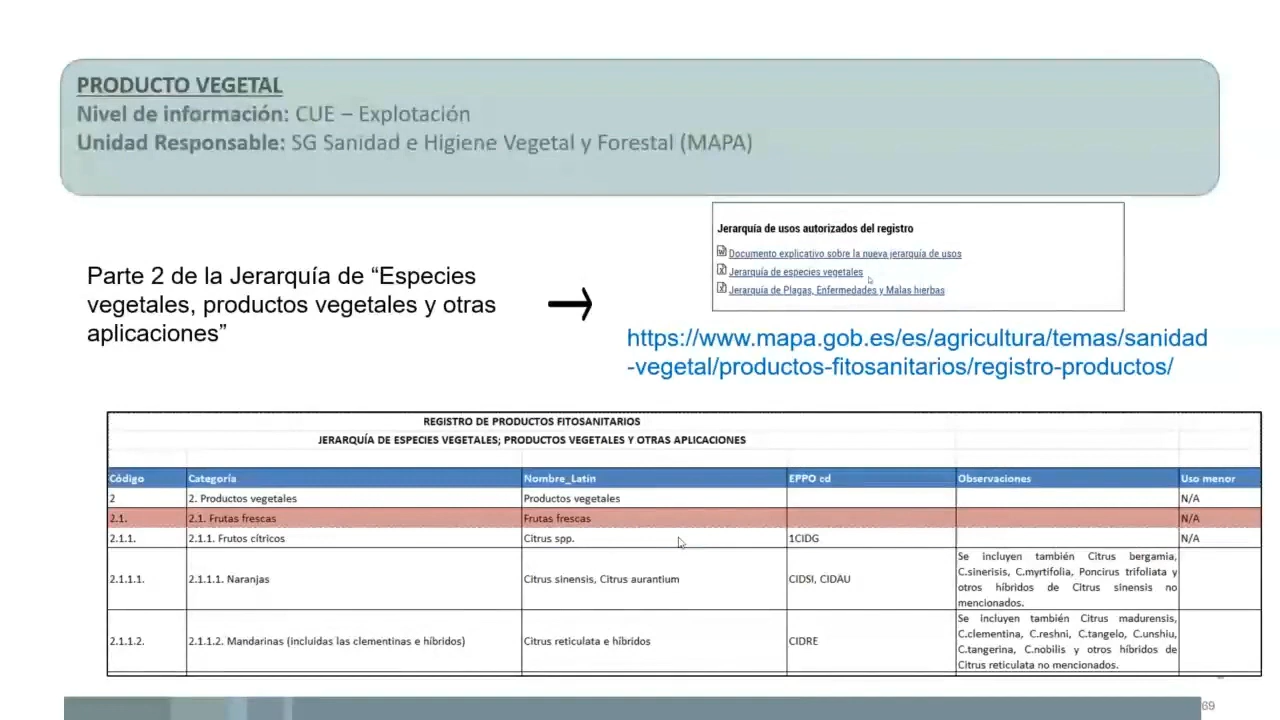 PRODUCTO VEGETAL
Nivel de información: CUE – Explotación
Unidad Responsable: SG Sanidad e Higiene Vegetal y Forestal (MAPA)
Parte 2 de la Jerarquía de “Especies
vegetales, productos vegetales y otras
aplicaciones”
Jerarquía de usos autorizados del registro
Documento explicativo sobre la nueva jerarquía de usos
Jerarquía de especies vegetales
Jerarquía de Plagas, Enfermedades y Malas hierbas
https://www.mapa.gob.es/es/agricultura/temas/sanidad
-vegetal/productos-fitosanitarios/registro-productos/
REGISTRO DE PRODUCTOS FITOSANITARIOS
JERARQUÍA DE ESPECIES VEGETALES; PRODUCTOS VEGETALES Y OTRAS APLICACIONES
Código Categoría Nombre_Latín EPPO cd Observaciones Uso menor
2 2. Productos vegetales Productos vegetales N/A
2.1. 2.1. Frutas frescas Frutas frescas N/A
2.1.1. 2.1.1. Frutos cítricos Citrus spp. 1CIDG N/A
2.1.1.1. 2.1.1.1. Naranjas Citrus sinensis, Citrus aurantium CIDSI, CIDAU
Se incluyen también Citrus bergamia,
C.sinerisis, C.myrtifolia, Poncirus trifoliata y
otros híbridos de Citrus sinensis no
mencionados.
2.1.1.2. 2.1.1.2. Mandarinas (incluidas las clementinas e híbridos) Citrus reticulata e híbridos CIDRE
Se incluyen también Citrus madurensis,
C.clementina, C.reshni, C.tangelo, C.unshiu,
C.tangerina, C.nobilis y otros híbridos de
Citrus reticulata no mencionados.
69